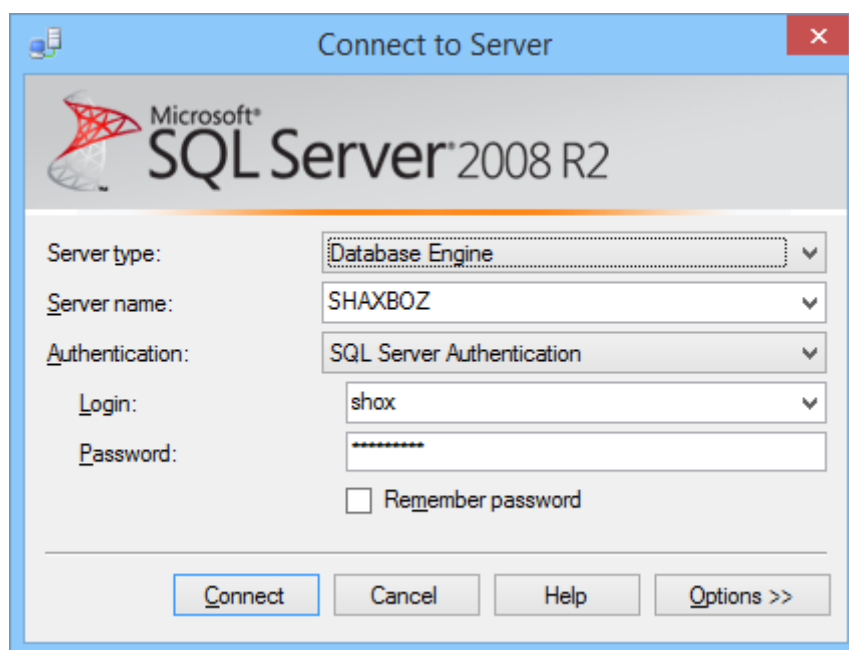 Connect to Server
Microsoft®
SQL Server® 2008 R2
Server type: Database Engine
Server name: SHAXBOZ
Authentication: SQL Server Authentication
Login: shox
Password: *********
Remember password
Connect Cancel Help Options >>